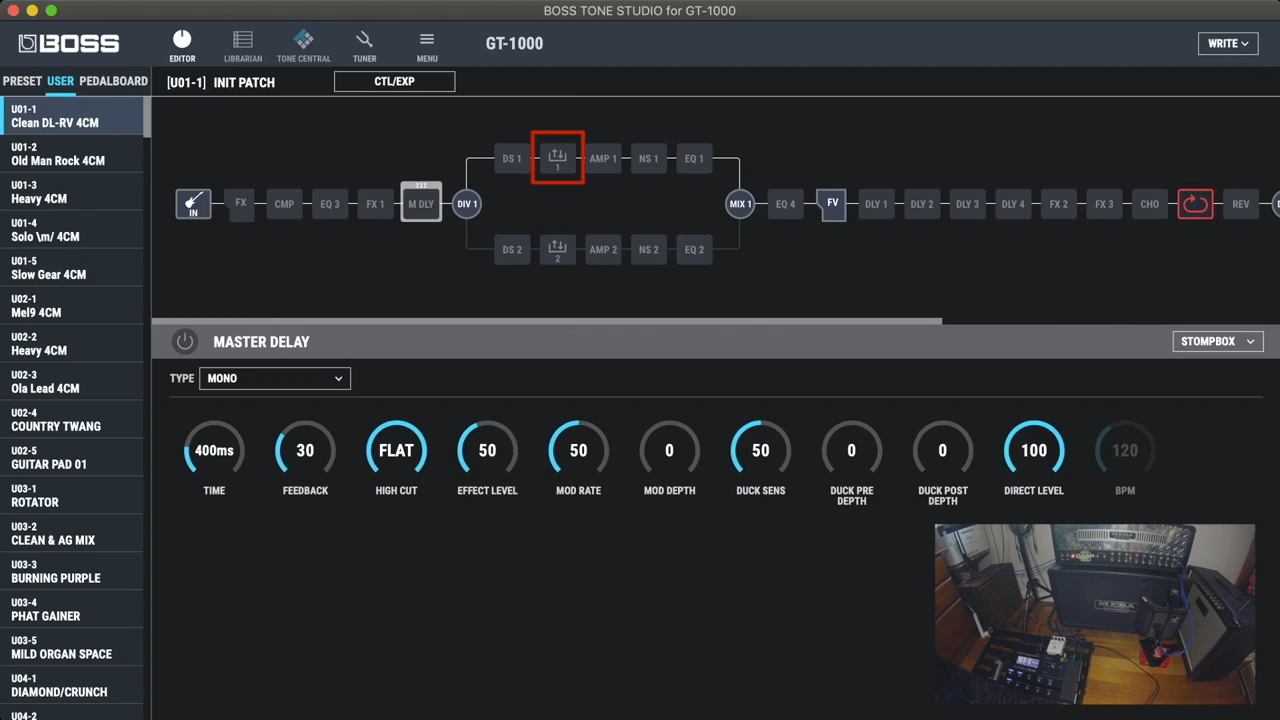 BOSS TONE STUDIO for GT-1000
BOSS
EDITOR
LIBRARIAN
TONE CENTRAL
TUNER
MENU
GT-1000
WRITE
PRESET USER PEDALBOARD
[U01-1] INIT PATCH
CTL/EXP
U01-1
Clean DL-RV 4CM
U01-2
Old Man Rock 4CM
U01-3
Heavy 4CM
U01-4
Solo \m/ 4CM
U01-5
Slow Gear 4CM
U02-1
Mel9 4CM
U02-2
Heavy 4CM
U02-3
Ola Lead 4CM
U02-4
COUNTRY TWANG
U02-5
GUITAR PAD 01
U03-1
ROTATOR
U03-2
CLEAN & AG MIX
U03-3
BURNING PURPLE
U03-4
PHAT GAINER
U03-5
MILD ORGAN SPACE
U04-1
DIAMOND/CRUNCH
U04-2
DS 1
1
AMP 1
NS 1
EQ 1
IN
FX
CMP
EQ 3
FX 1
M DLY
DIV 1
MIX 1
EQ 4
FV
DLY 1
DLY 2
DLY 3
DLY 4
FX 2
FX 3
CHO
REV
DS 2
2
AMP 2
NS 2
EQ 2
MASTER DELAY
STOMPBOX
TYPE MONO
400ms
30
FLAT
50
50
0
50
0
0
100
120
TIME
FEEDBACK
HIGH CUT
EFFECT LEVEL
MOD RATE
MOD DEPTH
DUCK SENS
DUCK PRE
DEPTH
DUCK POST
DEPTH
DIRECT LEVEL
BPM